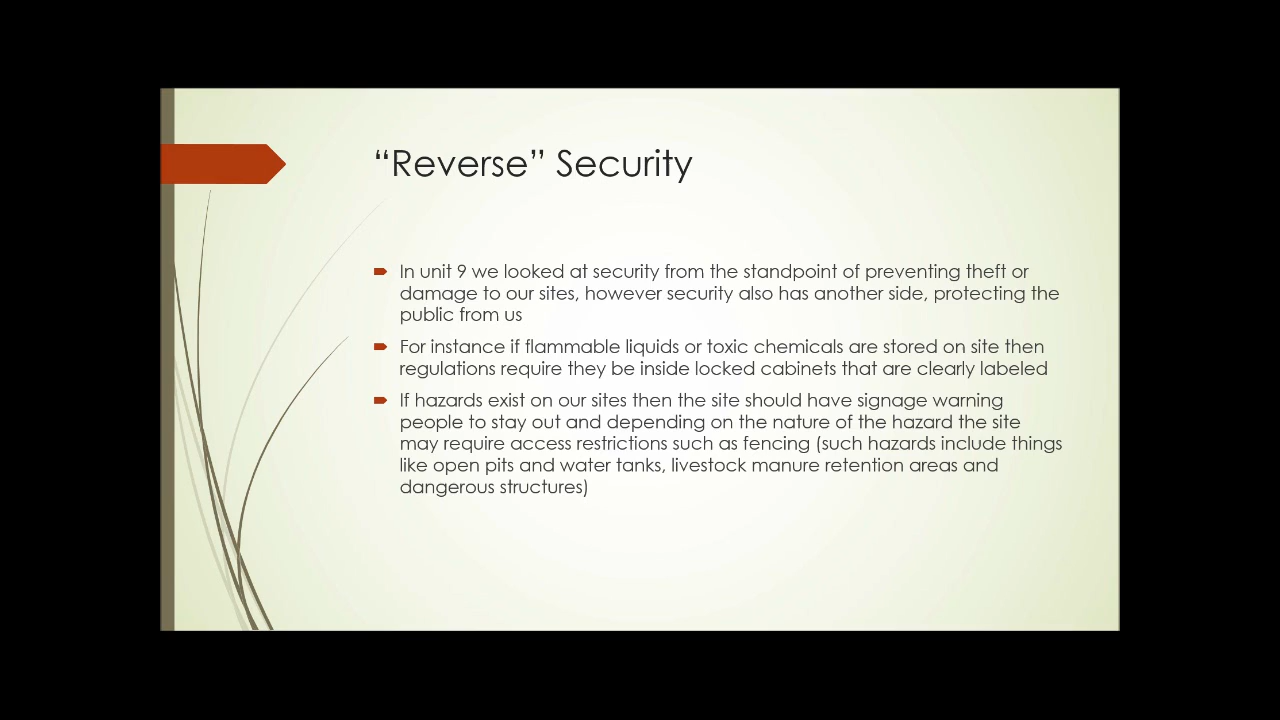 “Reverse” Security
In unit 9 we looked at security from the standpoint of preventing theft or
damage to our sites, however security also has another side, protecting the
public from us
For instance if flammable liquids or toxic chemicals are stored on site then
regulations require they be inside locked cabinets that are clearly labeled
If hazards exist on our sites then the site should have signage warning
people to stay out and depending on the nature of the hazard the site
may require access restrictions such as fencing (such hazards include things
like open pits and water tanks, livestock manure retention areas and
dangerous structures)